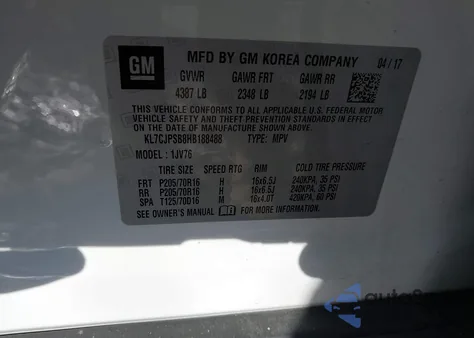 GM MFD BY GM KOREA COMPANY 04/17
GVWR GAWR FRT GAWR RR
4387 LB 2348 LB 2194 LB
THIS VEHICLE CONFORMS TO ALL APPLICABLE U.S. FEDERAL MOTOR
VEHICLE SAFETY AND THEFT PREVENTION STANDARDS IN EFFECT ON
THE DATE OF MANUFACTURE SHOWN ABOVE.
KL7CJPSB8HB188488 TYPE: MPV
MODEL: 1JV76
TIRE SIZE SPEED RTG RIM COLD TIRE PRESSURE
FRT P205/70R16 H 16x6.5J 240KPA, 35 PSI
RR P205/70R16 H 16x6.5J 240KPA, 35 PSI
SPA T125/70D16 M 16x4.0T 420KPA, 60 PSI
SEE OWNER'S MANUAL FOR MORE INFORMATION.